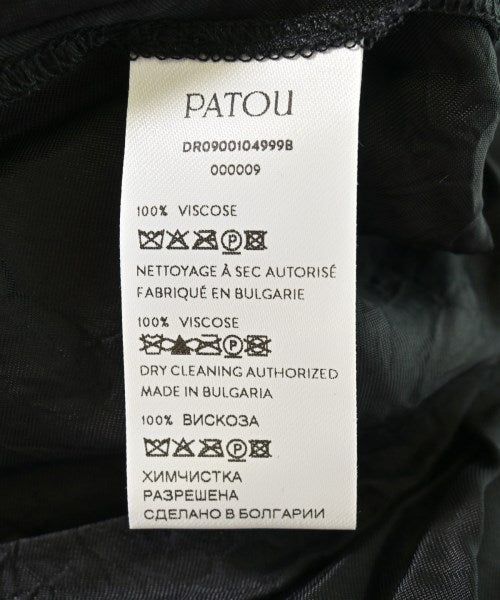 PATOU
DR0900104999B
000009
100% VISCOSE
NETTOYAGE À SEC AUTORISÉ
FABRIQUÉ EN BULGARIE
100% VISCOSE
DRY CLEANING AUTHORIZED
MADE IN BULGARIA
100% ВИСКОЗА
ХИМЧИСТКА
РАЗРЕШЕНА
СДЕЛАНО В БОЛГАРИИ